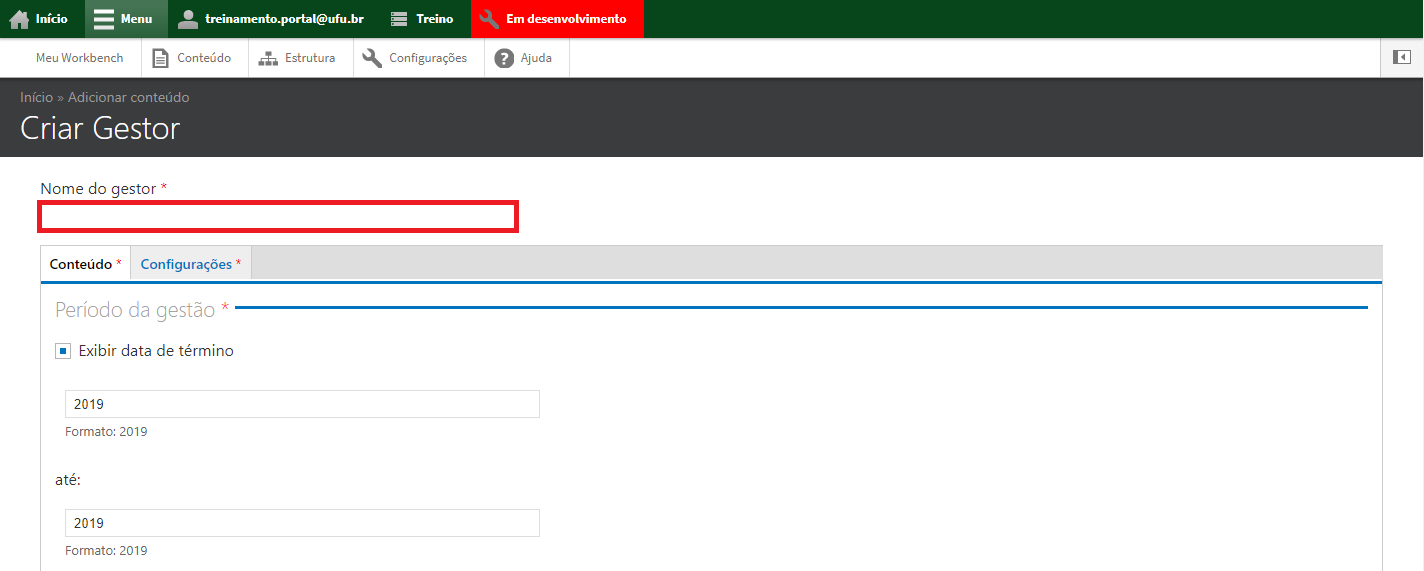 Início Menu treinamento.portal@ufu.br Treino Em desenvolvimento
Meu Workbench Conteúdo Estrutura Configurações Ajuda
Início » Adicionar conteúdo
Criar Gestor
Nome do gestor *
Conteúdo * Configurações *
Período da gestão *
Exibir data de término
2019
Formato: 2019
até:
2019
Formato: 2019